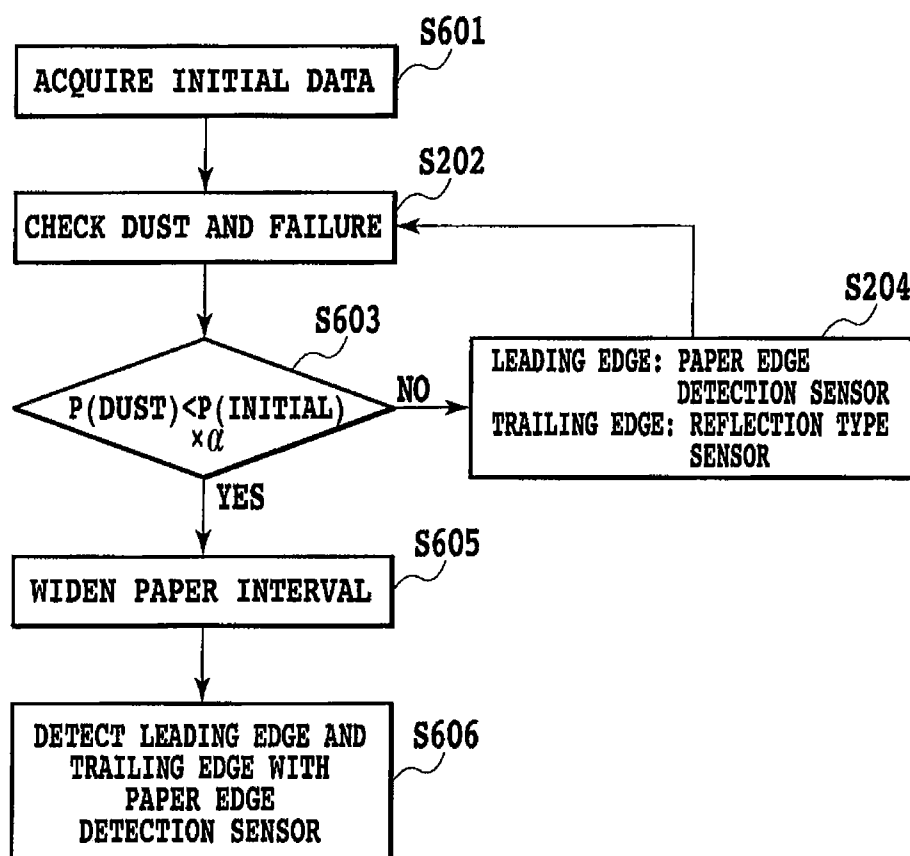 S601
ACQUIRE INITIAL DATA
S202
CHECK DUST AND FAILURE
S603
P(DUST)<P(INITIAL)
×α
NO
YES
S204
LEADING EDGE: PAPER EDGE
DETECTION SENSOR
TRAILING EDGE: REFLECTION TYPE
SENSOR
S605
WIDEN PAPER INTERVAL
S606
DETECT LEADING EDGE AND
TRAILING EDGE WITH
PAPER EDGE
DETECTION SENSOR